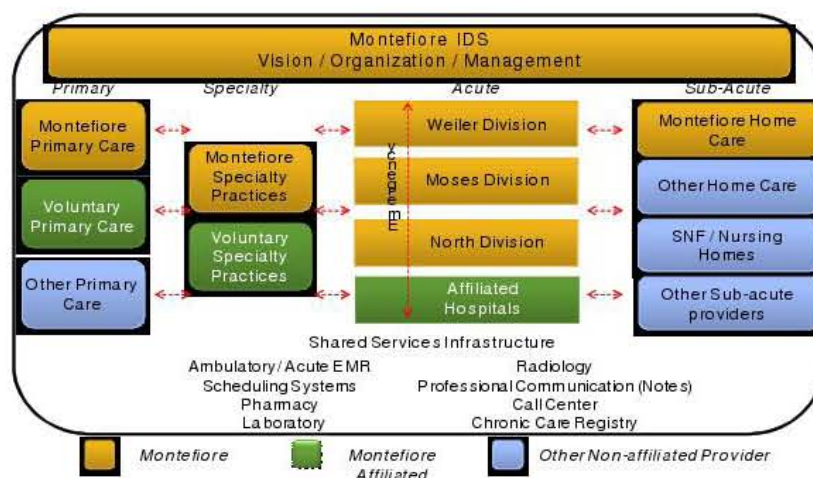 Montefiore IDS
Vision / Organization / Management
Primary
Specialty
Acute
Sub-Acute
Montefiore
Primary Care
Voluntary
Primary Care
Other Primary
Care
Montefiore
Specialty
Practices
Voluntary
Specialty
Practices
Emergency
Weiler Division
Moses Division
North Division
Affiliated
Hospitals
Montefiore Home
Care
Other Home Care
SNF / Nursing
Homes
Other Sub-acute
providers
Shared Services Infrastructure
Ambulatory / Acute EMR
Scheduling Systems
Pharmacy
Laboratory
Radiology
Professional Communication (Notes)
Call Center
Chronic Care Registry
Montefiore
Montefiore
Affiliated
Other Non-affiliated Provider